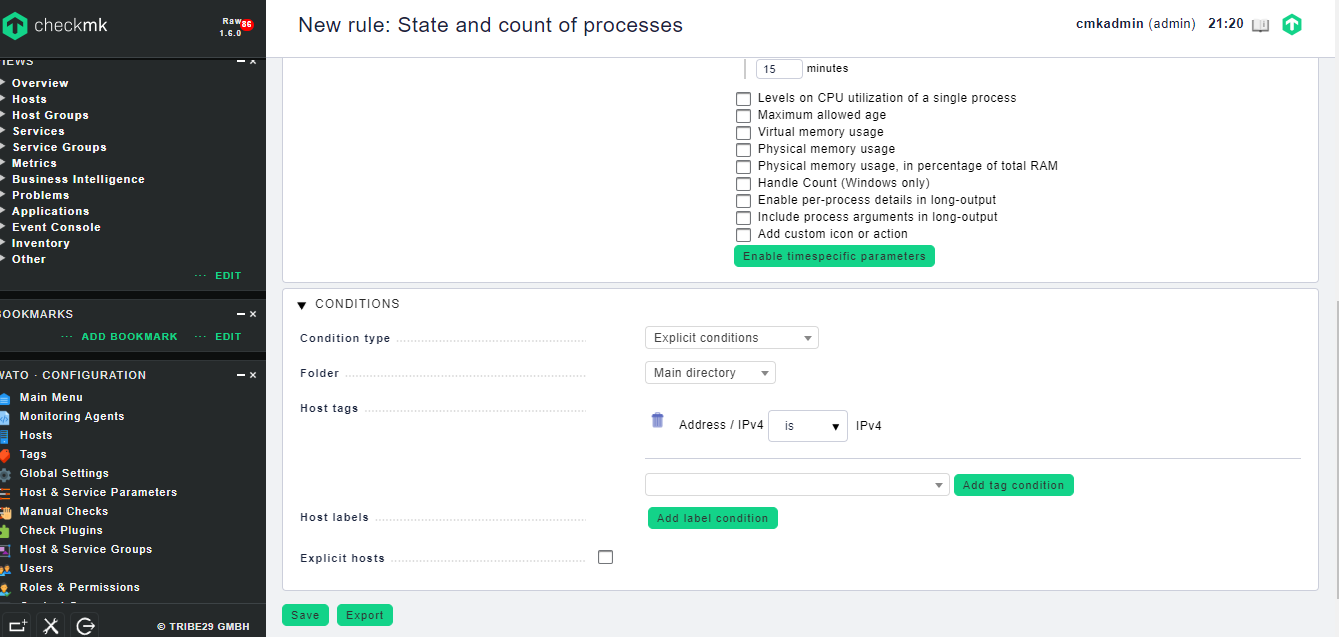 checkmk
Raw
1.6.0
86
New rule: State and count of processes
cmkadmin (admin) 21:20
IEWS
Overview
Hosts
Host Groups
Services
Service Groups
Metrics
Business Intelligence
Problems
Applications
Event Console
Inventory
Other
EDIT
BOOKMARKS
ADD BOOKMARK EDIT
WATO · CONFIGURATION
Main Menu
Monitoring Agents
Hosts
Tags
Global Settings
Host & Service Parameters
Manual Checks
Check Plugins
Host & Service Groups
Users
Roles & Permissions
© TRIBE29 GMBH
15 minutes
Levels on CPU utilization of a single process
Maximum allowed age
Virtual memory usage
Physical memory usage
Physical memory usage, in percentage of total RAM
Handle Count (Windows only)
Enable per-process details in long-output
Include process arguments in long-output
Add custom icon or action
Enable timespecific parameters
CONDITIONS
Condition type Explicit conditions
Folder Main directory
Host tags
Address / IPv4 is IPv4
Add tag condition
Host labels Add label condition
Explicit hosts
Save Export